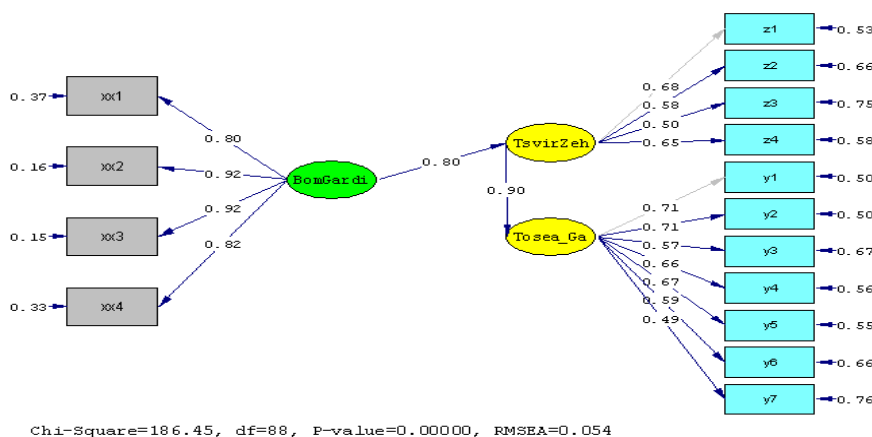 z1 0.53
z2 0.66
0.37 xx1 0.68
0.58 z3 0.75
0.80 0.50
TsvirZeh 0.65 z4 0.58
0.16 xx2 0.80
0.92 BomGardi y1 0.50
0.90
0.92 0.71 y2 0.50
0.15 xx3 0.71
0.82 Tosea_Ga 0.57 y3 0.67
0.66
0.67 y4 0.56
0.33 xx4 0.59
0.49 y5 0.55
y6 0.66
y7 0.76
Chi-Square=186.45, df=88, P-value=0.00000, RMSEA=0.054